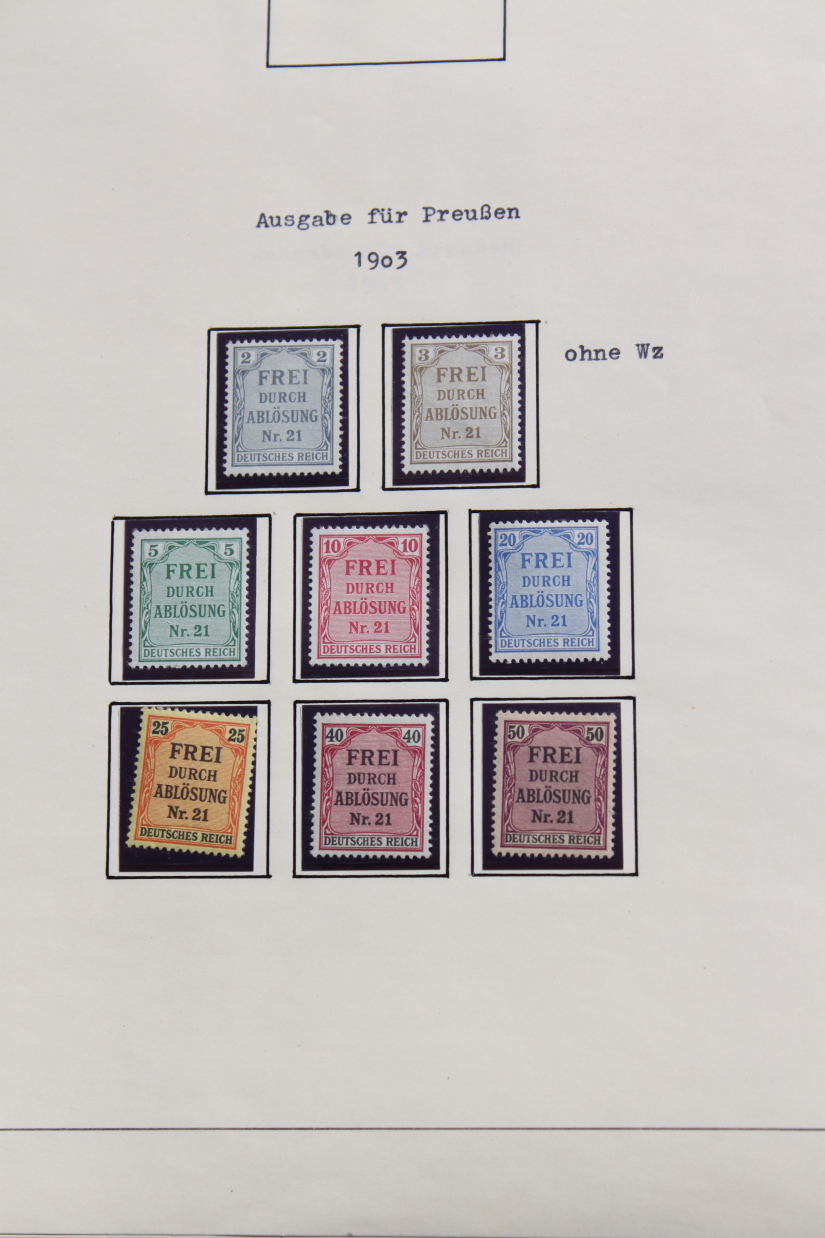 Ausgabe für Preußen
1903
ohne Wz
2 2
FREI
DURCH
ABLÖSUNG
Nr. 21
DEUTSCHES REICH
3 3
FREI
DURCH
ABLÖSUNG
Nr. 21
DEUTSCHES REICH
5 5
FREI
DURCH
ABLÖSUNG
Nr. 21
DEUTSCHES REICH
10 10
FREI
DURCH
ABLÖSUNG
Nr. 21
DEUTSCHES REICH
20 20
FREI
DURCH
ABLÖSUNG
Nr. 21
DEUTSCHES REICH
25 25
FREI
DURCH
ABLÖSUNG
Nr. 21
DEUTSCHES REICH
40 40
FREI
DURCH
ABLÖSUNG
Nr. 21
DEUTSCHES REICH
50 50
FREI
DURCH
ABLÖSUNG
Nr. 21
DEUTSCHES REICH